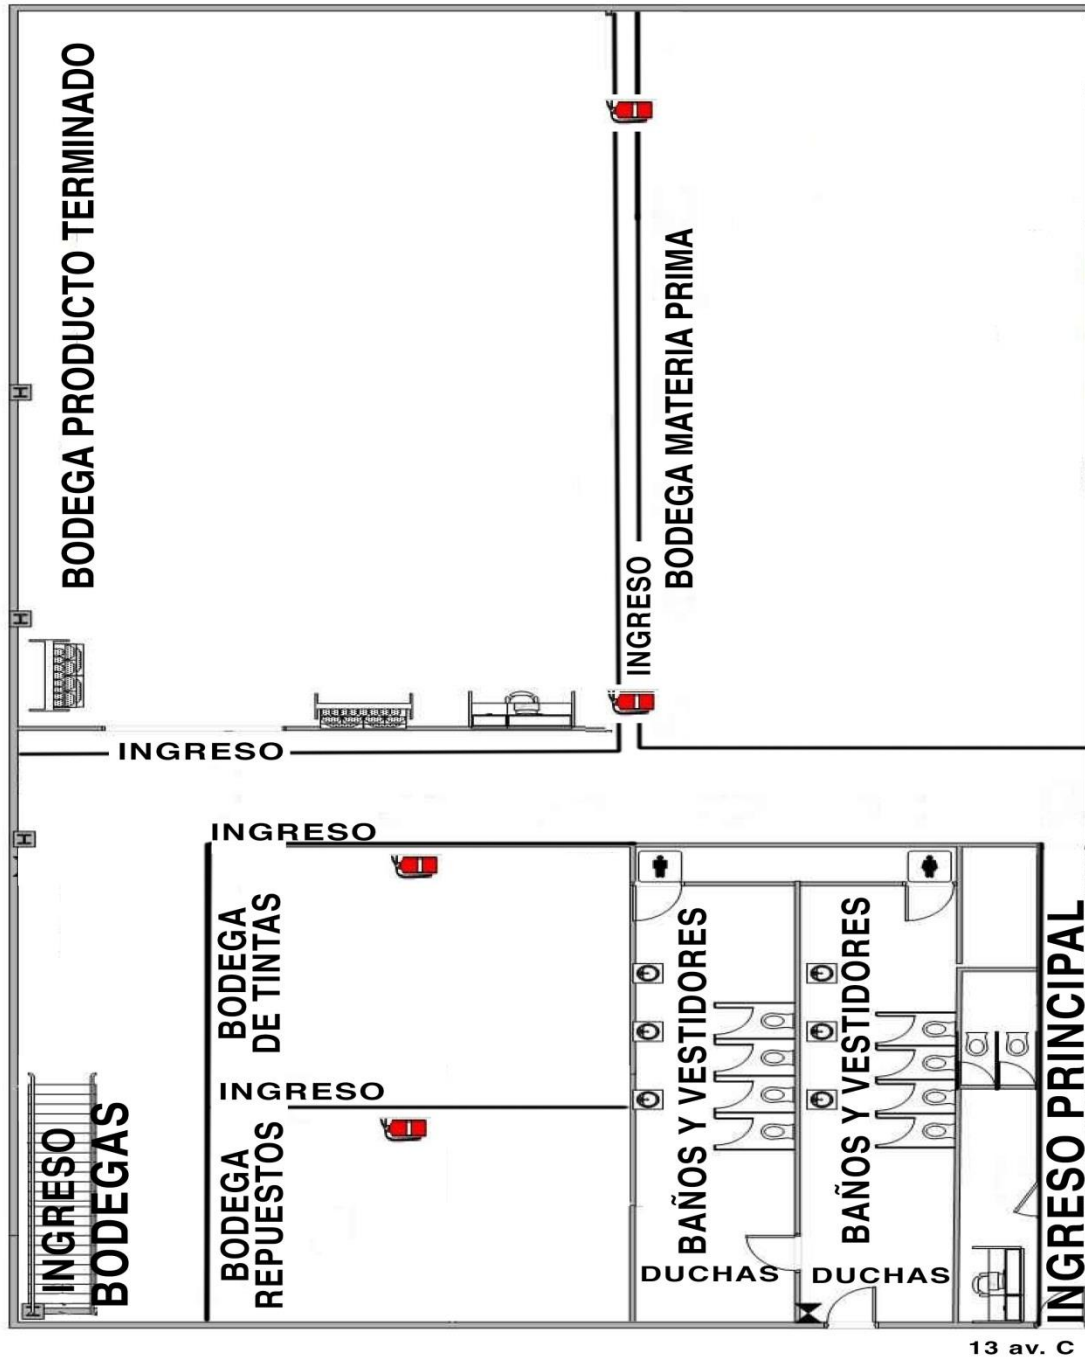 BODEGA PRODUCTO TERMINADO
BODEGA MATERIA PRIMA
INGRESO
INGRESO
INGRESO
BODEGA
DE TINTAS
INGRESO
BODEGA
REPUESTOS
INGRESO
BODEGAS
BAÑOS Y VESTIDORES
DUCHAS
BAÑOS Y VESTIDORES
DUCHAS
INGRESO PRINCIPAL
13 av. C
H
H
H
H